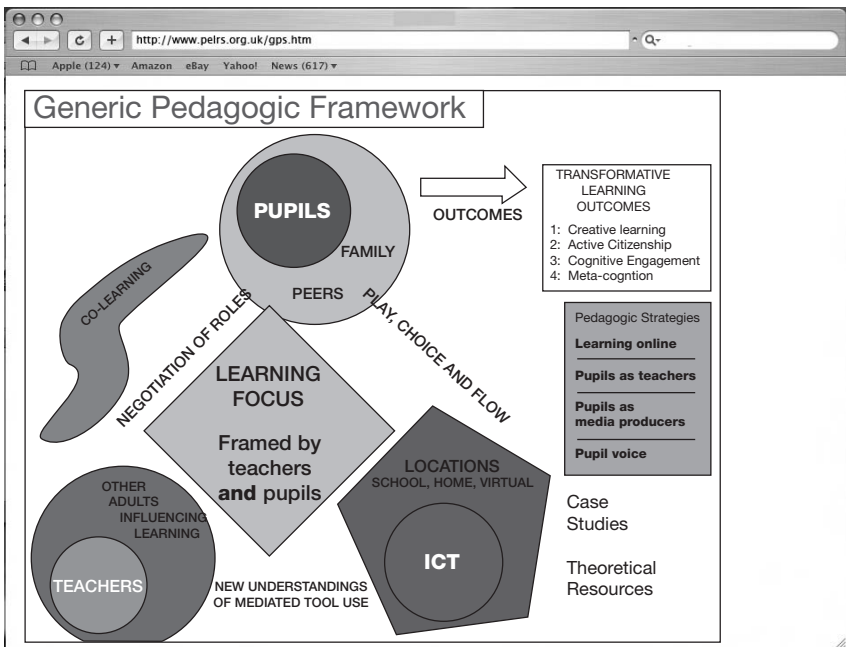 http://www.pelrs.org.uk/gps.htm
Apple (124) Amazon eBay Yahoo! News (617)
Generic Pedagogic Framework
PUPILS
FAMILY
PEERS
OUTCOMES
TRANSFORMATIVE
LEARNING
OUTCOMES
1: Creative learning
2: Active Citizenship
3: Cognitive Engagement
4: Meta-cogntion
CO-LEARNING
NEGOTIATION OF ROLES
PLAY, CHOICE AND FLOW
Pedagogic Strategies
Learning online
Pupils as teachers
Pupils as
media producers
Pupil voice
LEARNING
FOCUS
Framed by
teachers
and pupils
LOCATIONS
SCHOOL, HOME, VIRTUAL
ICT
OTHER
ADULTS
INFLUENCING
LEARNING
TEACHERS
NEW UNDERSTANDINGS
OF MEDIATED TOOL USE
Case
Studies
Theoretical
Resources